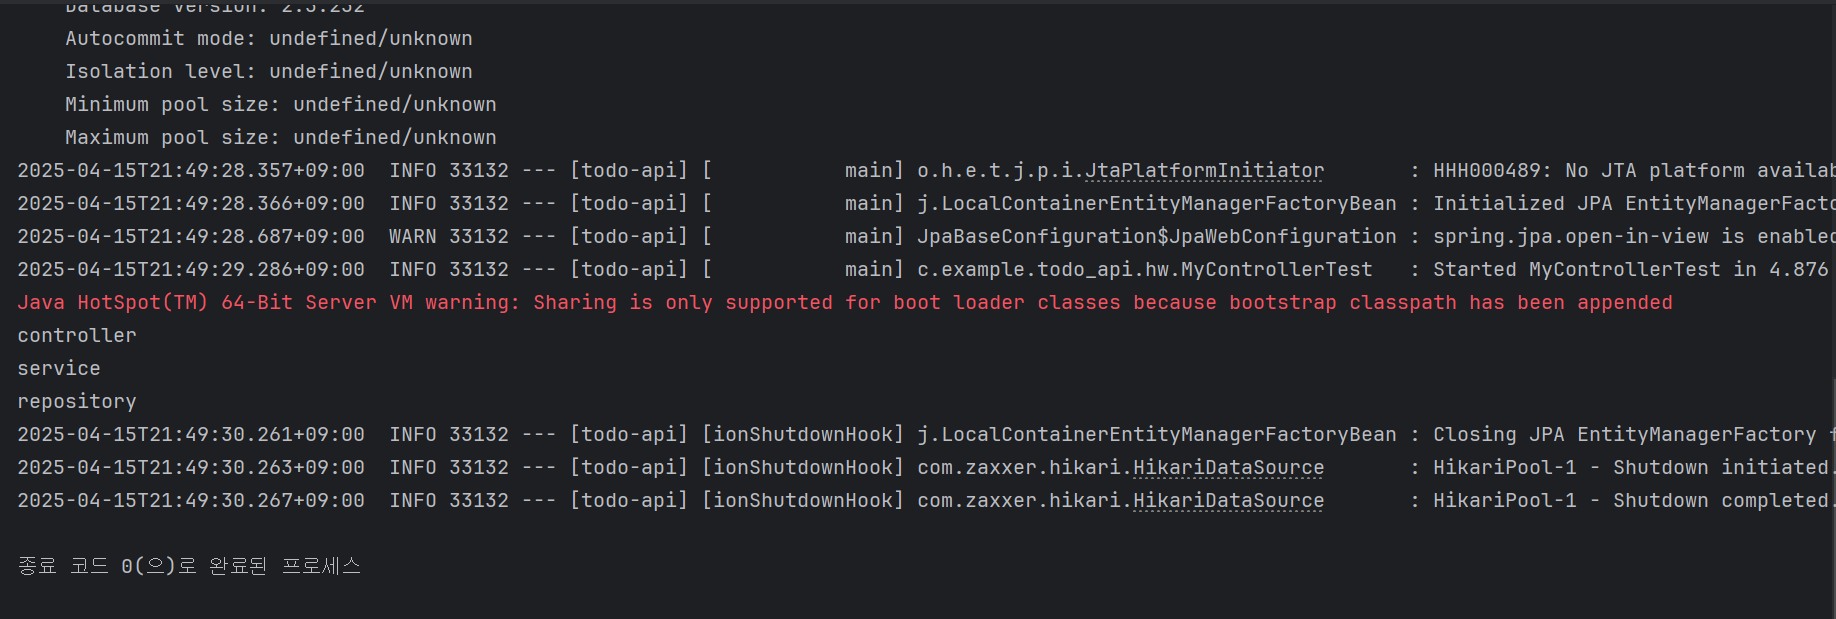 Database version: 2.3.232
Autocommit mode: undefined/unknown
Isolation level: undefined/unknown
Minimum pool size: undefined/unknown
Maximum pool size: undefined/unknown
2025-04-15T21:49:28.357+09:00  INFO 33132 --- [todo-api] [           main] o.h.e.t.j.p.i.JtaPlatformInitiator       : HHH000489: No JTA platform availab
2025-04-15T21:49:28.366+09:00  INFO 33132 --- [todo-api] [           main] j.LocalContainerEntityManagerFactoryBean : Initialized JPA EntityManagerFacto
2025-04-15T21:49:28.687+09:00  WARN 33132 --- [todo-api] [           main] JpaBaseConfiguration$JpaWebConfiguration : spring.jpa.open-in-view is enabled
2025-04-15T21:49:29.286+09:00  INFO 33132 --- [todo-api] [           main] c.example.todo_api.hw.MyControllerTest   : Started MyControllerTest in 4.876
Java HotSpot(TM) 64-Bit Server VM warning: Sharing is only supported for boot loader classes because bootstrap classpath has been appended
controller
service
repository
2025-04-15T21:49:30.261+09:00  INFO 33132 --- [todo-api] [ionShutdownHook] j.LocalContainerEntityManagerFactoryBean : Closing JPA EntityManagerFactory f
2025-04-15T21:49:30.263+09:00  INFO 33132 --- [todo-api] [ionShutdownHook] com.zaxxer.hikari.HikariDataSource       : HikariPool-1 - Shutdown initiated.
2025-04-15T21:49:30.267+09:00  INFO 33132 --- [todo-api] [ionShutdownHook] com.zaxxer.hikari.HikariDataSource       : HikariPool-1 - Shutdown completed.
종료 코드 0(으)로 완료된 프로세스